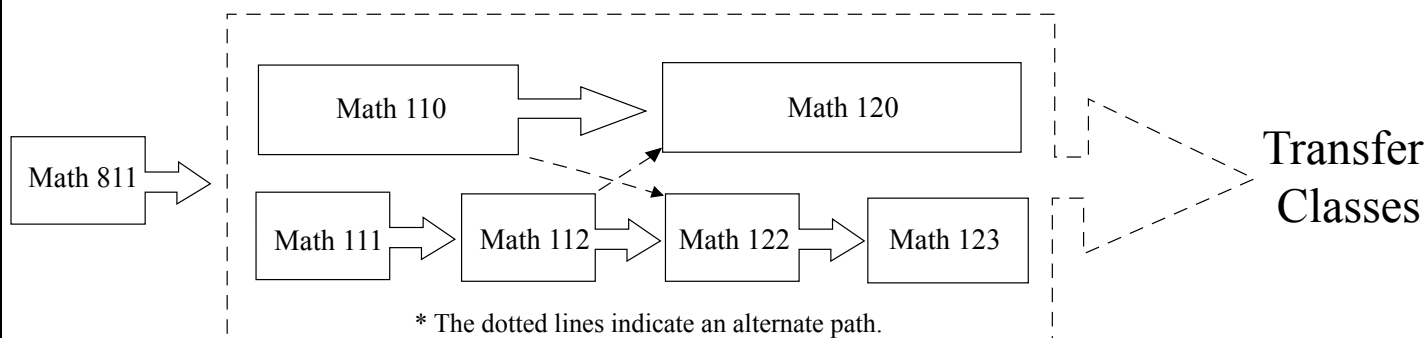 Math 110
Math 120
Math 811
Transfer
Classes
Math 111
Math 112
Math 122
Math 123
* The dotted lines indicate an alternate path.